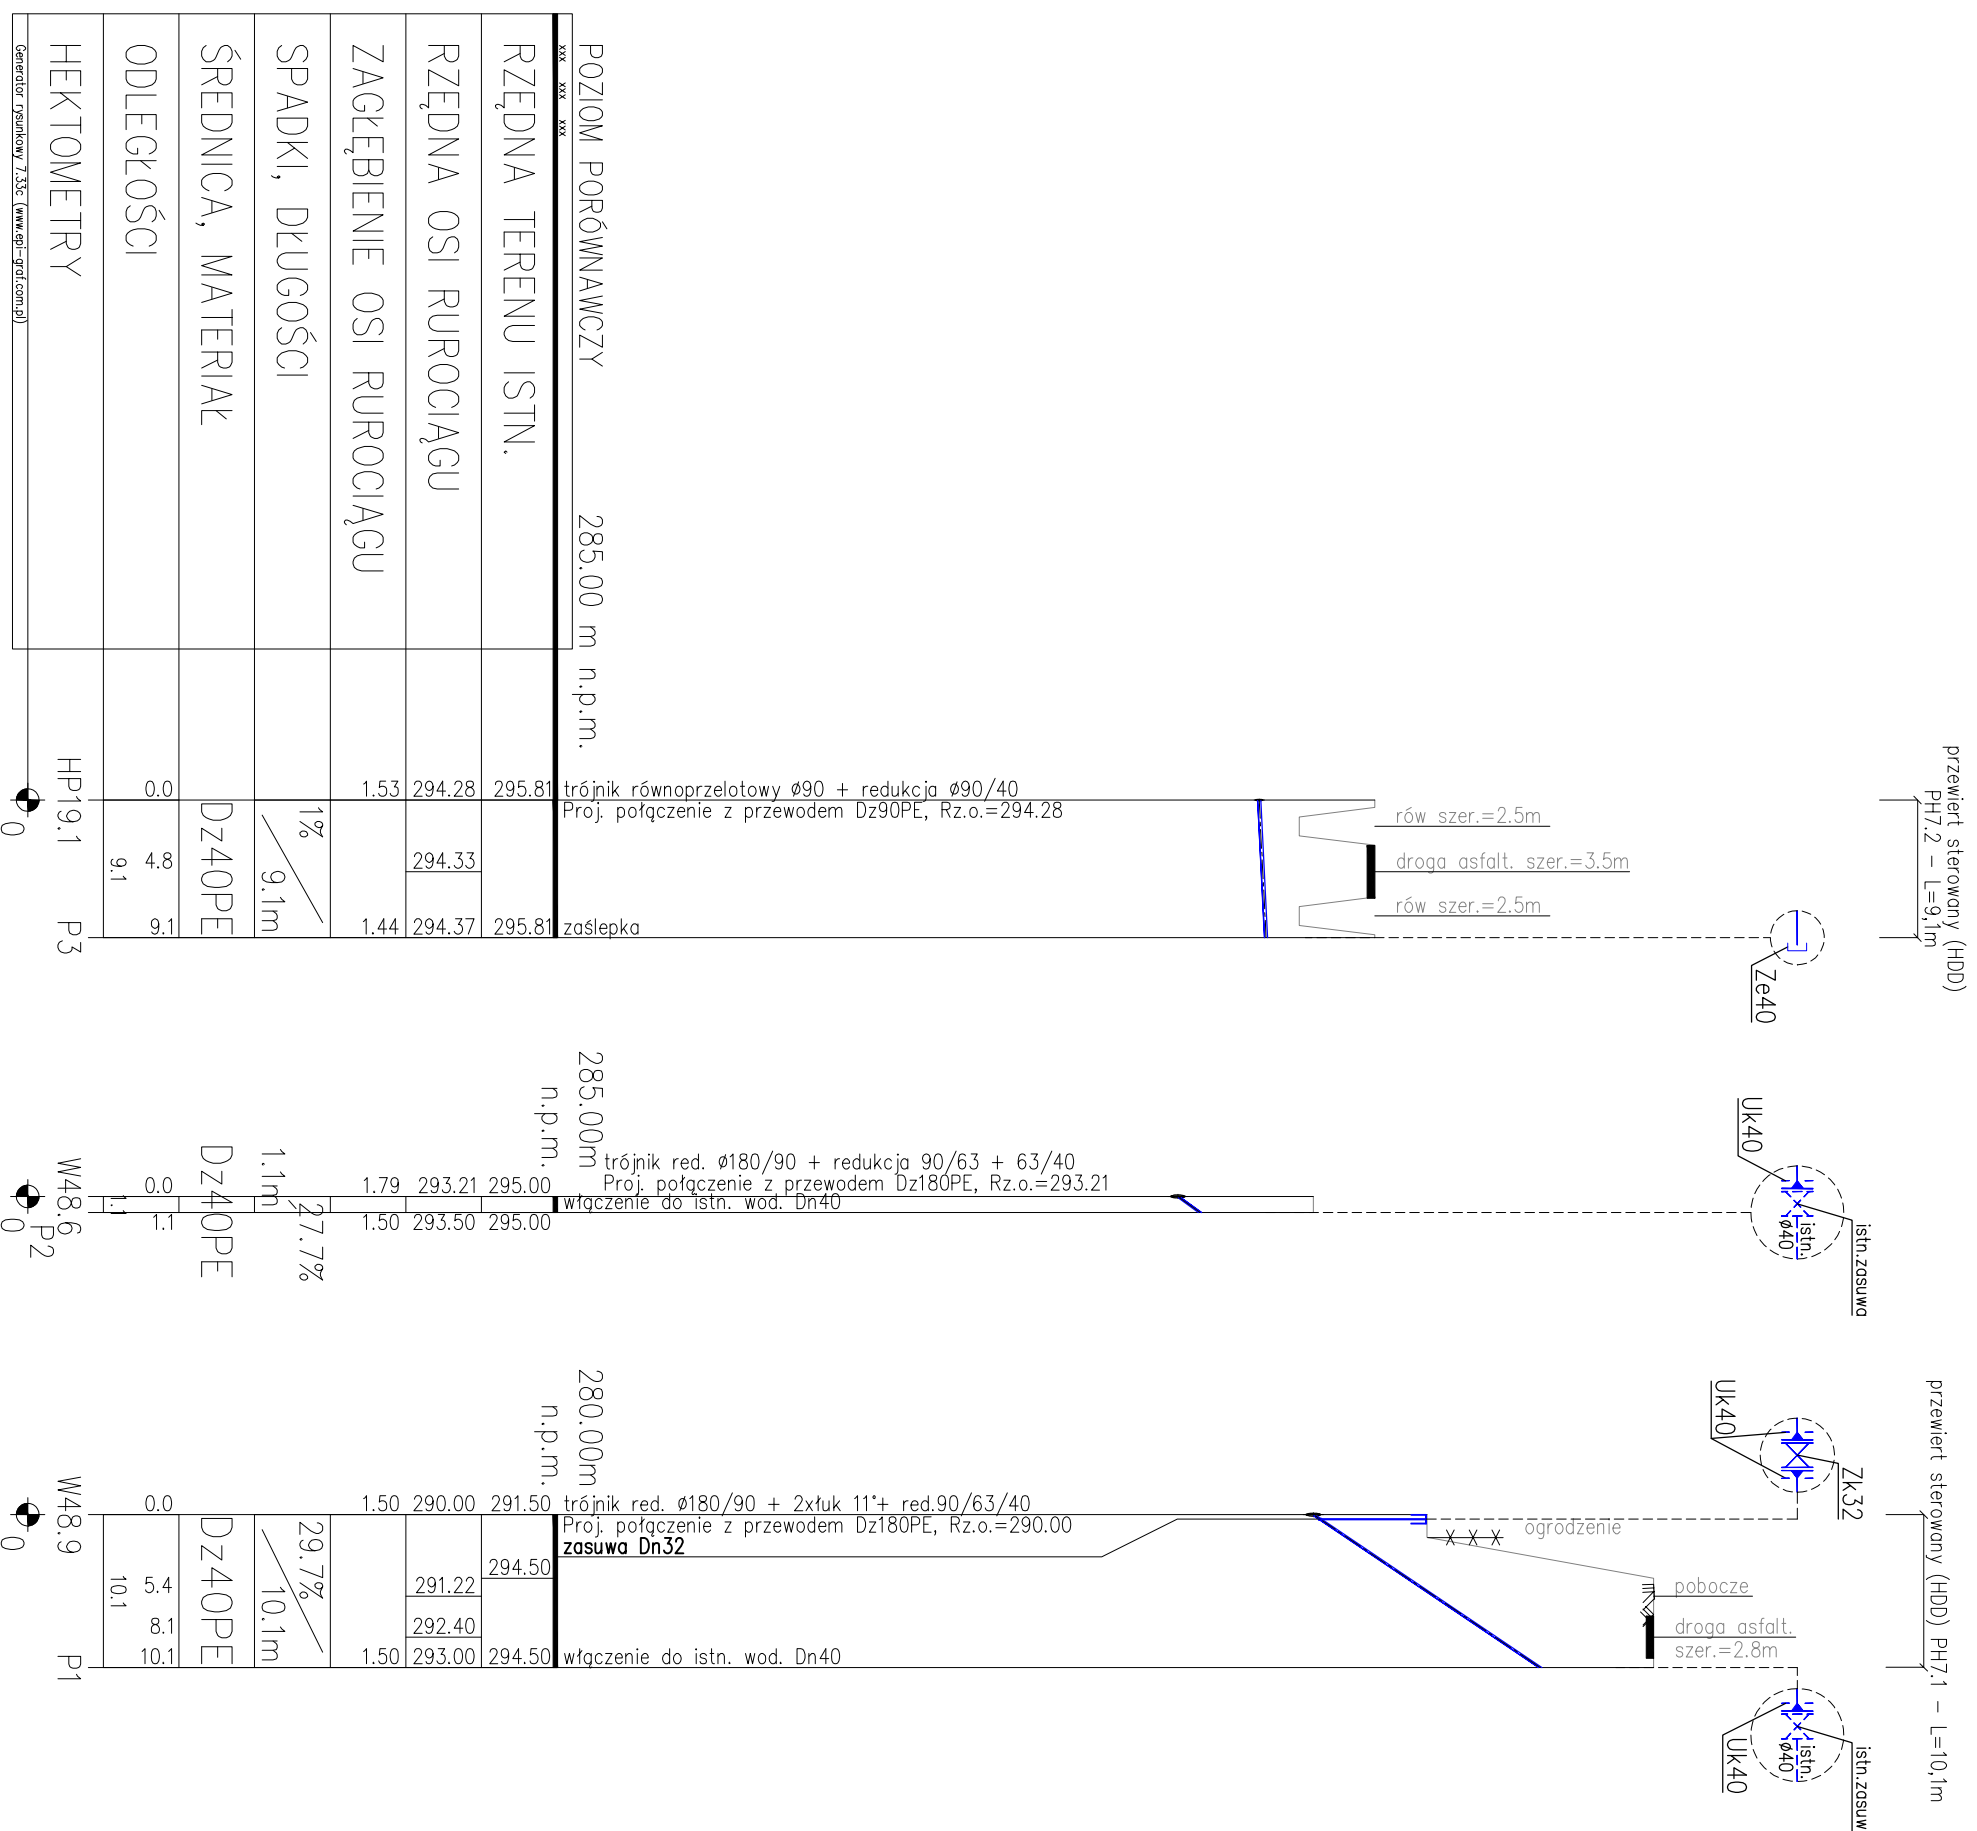 POZIOM PORÓWNAWCZY 285.00 m n.p.m.
xxx xxx xxx
RZĘDNA TERENU ISTN.
RZĘDNA OSI RUROCIĄGU
ZAGŁĘBIENIE OSI RUROCIĄGU
SPADKI, DŁUGOŚCI
ŚREDNICA, MATERIAŁ
ODLEGŁOŚCI
HEKTOMETRY
Generator rysunkowy 7.33c (www.epi-graf.com.pl)
przewiert sterowany (HDD)
PH7.2 – L=9,1m
Ze40
rów szer.=2.5m
droga asfalt. szer.=3.5m
rów szer.=2.5m
trójnik równoprzelotowy ø90 + redukcja ø90/40
Proj. połączenie z przewodem Dz90PE, Rz.o.=294.28
zaślepka
295.81
295.81
294.28
294.33
294.37
1.53
1.44
1%
9.1m
Dz40PE
0.0
4.8
9.1
9.1
HP19.1
P3
0
Uk40
istn.zasuwa
istn.
ø40
285.00m
n.p.m.
trójnik red. ø180/90 + redukcja 90/63 + 63/40
Proj. połączenie z przewodem Dz180PE, Rz.o.=293.21
włączenie do istn. wod. Dn40
295.00
295.00
293.21
293.50
1.79
1.50
27.7%
1.1m
Dz40PE
0.0
1.1
1.1
W48.6
P2
0
przewiert sterowany (HDD) PH7.1 – L=10,1m
Uk40
Zk32
Uk40
istn.zasuw
istn.
ø40
ogrodzenie
pobocze
droga asfalt.
szer.=2.8m
280.00m
n.p.m.
trójnik red. ø180/90 + 2xłuk 11°+ red.90/63/40
Proj. połączenie z przewodem Dz180PE, Rz.o.=290.00
zasuwa Dn32
włączenie do istn. wod. Dn40
291.50
294.50
294.50
290.00
291.22
292.40
293.00
1.50
1.50
29.7%
10.1m
Dz40PE
0.0
5.4
8.1
10.1
10.1
W48.9
P1
0